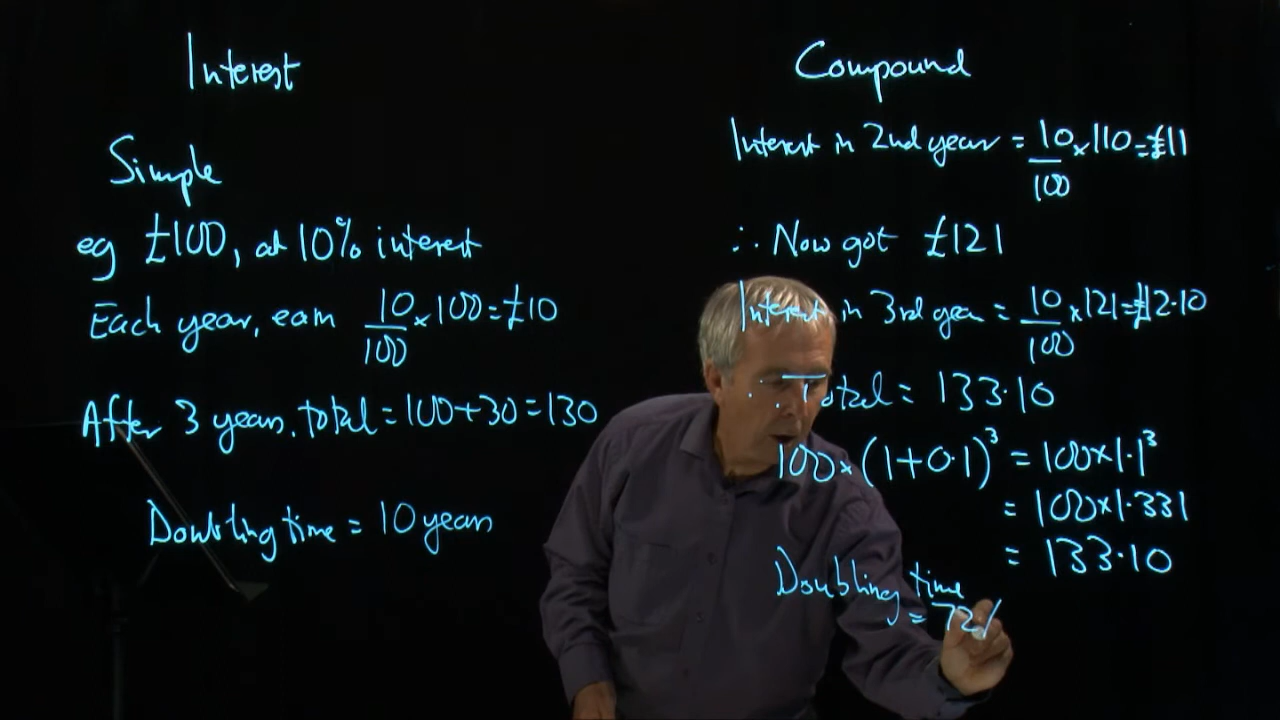 Interest
Simple
eg £100, at 10% interest
Each year, earn 10/100 × 100 = £10
After 3 years, total = 100 + 30 = 130
Doubling time = 10 years
Compound
Interest in 2nd year = 10/100 × 110 = £11
∴ Now got £121
Interest in 3rd year = 10/100 × 121 = £12·10
∴ Total = 133·10
100 × (1 + 0·1)³ = 100 × 1·1³
= 100 × 1·331
= 133·10
Doubling time
= 72/